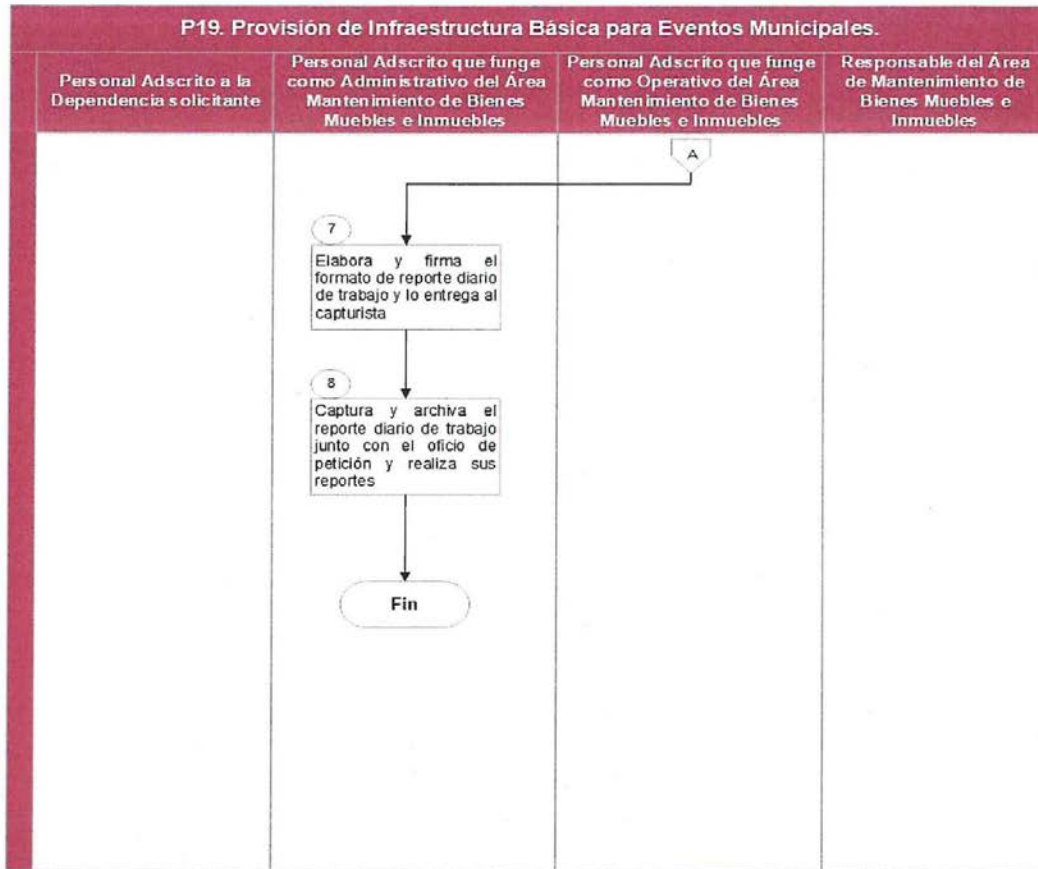 P19. Provisión de Infraestructura Básica para Eventos Municipales.
Personal Adscrito a la
Dependencia solicitante
Personal Adscrito que funge
como Administrativo del Área
Mantenimiento de Bienes
Muebles e Inmuebles
Personal Adscrito que funge
como Operativo del Área
Mantenimiento de Bienes
Muebles e Inmuebles
Responsable del Área
de Mantenimiento de
Bienes Muebles e
Inmuebles
A
7
Elabora y firma el
formato de reporte diario
de trabajo y lo entrega al
capturista
8
Captura y archiva el
reporte diario de trabajo
junto con el oficio de
petición y realiza sus
reportes
Fin